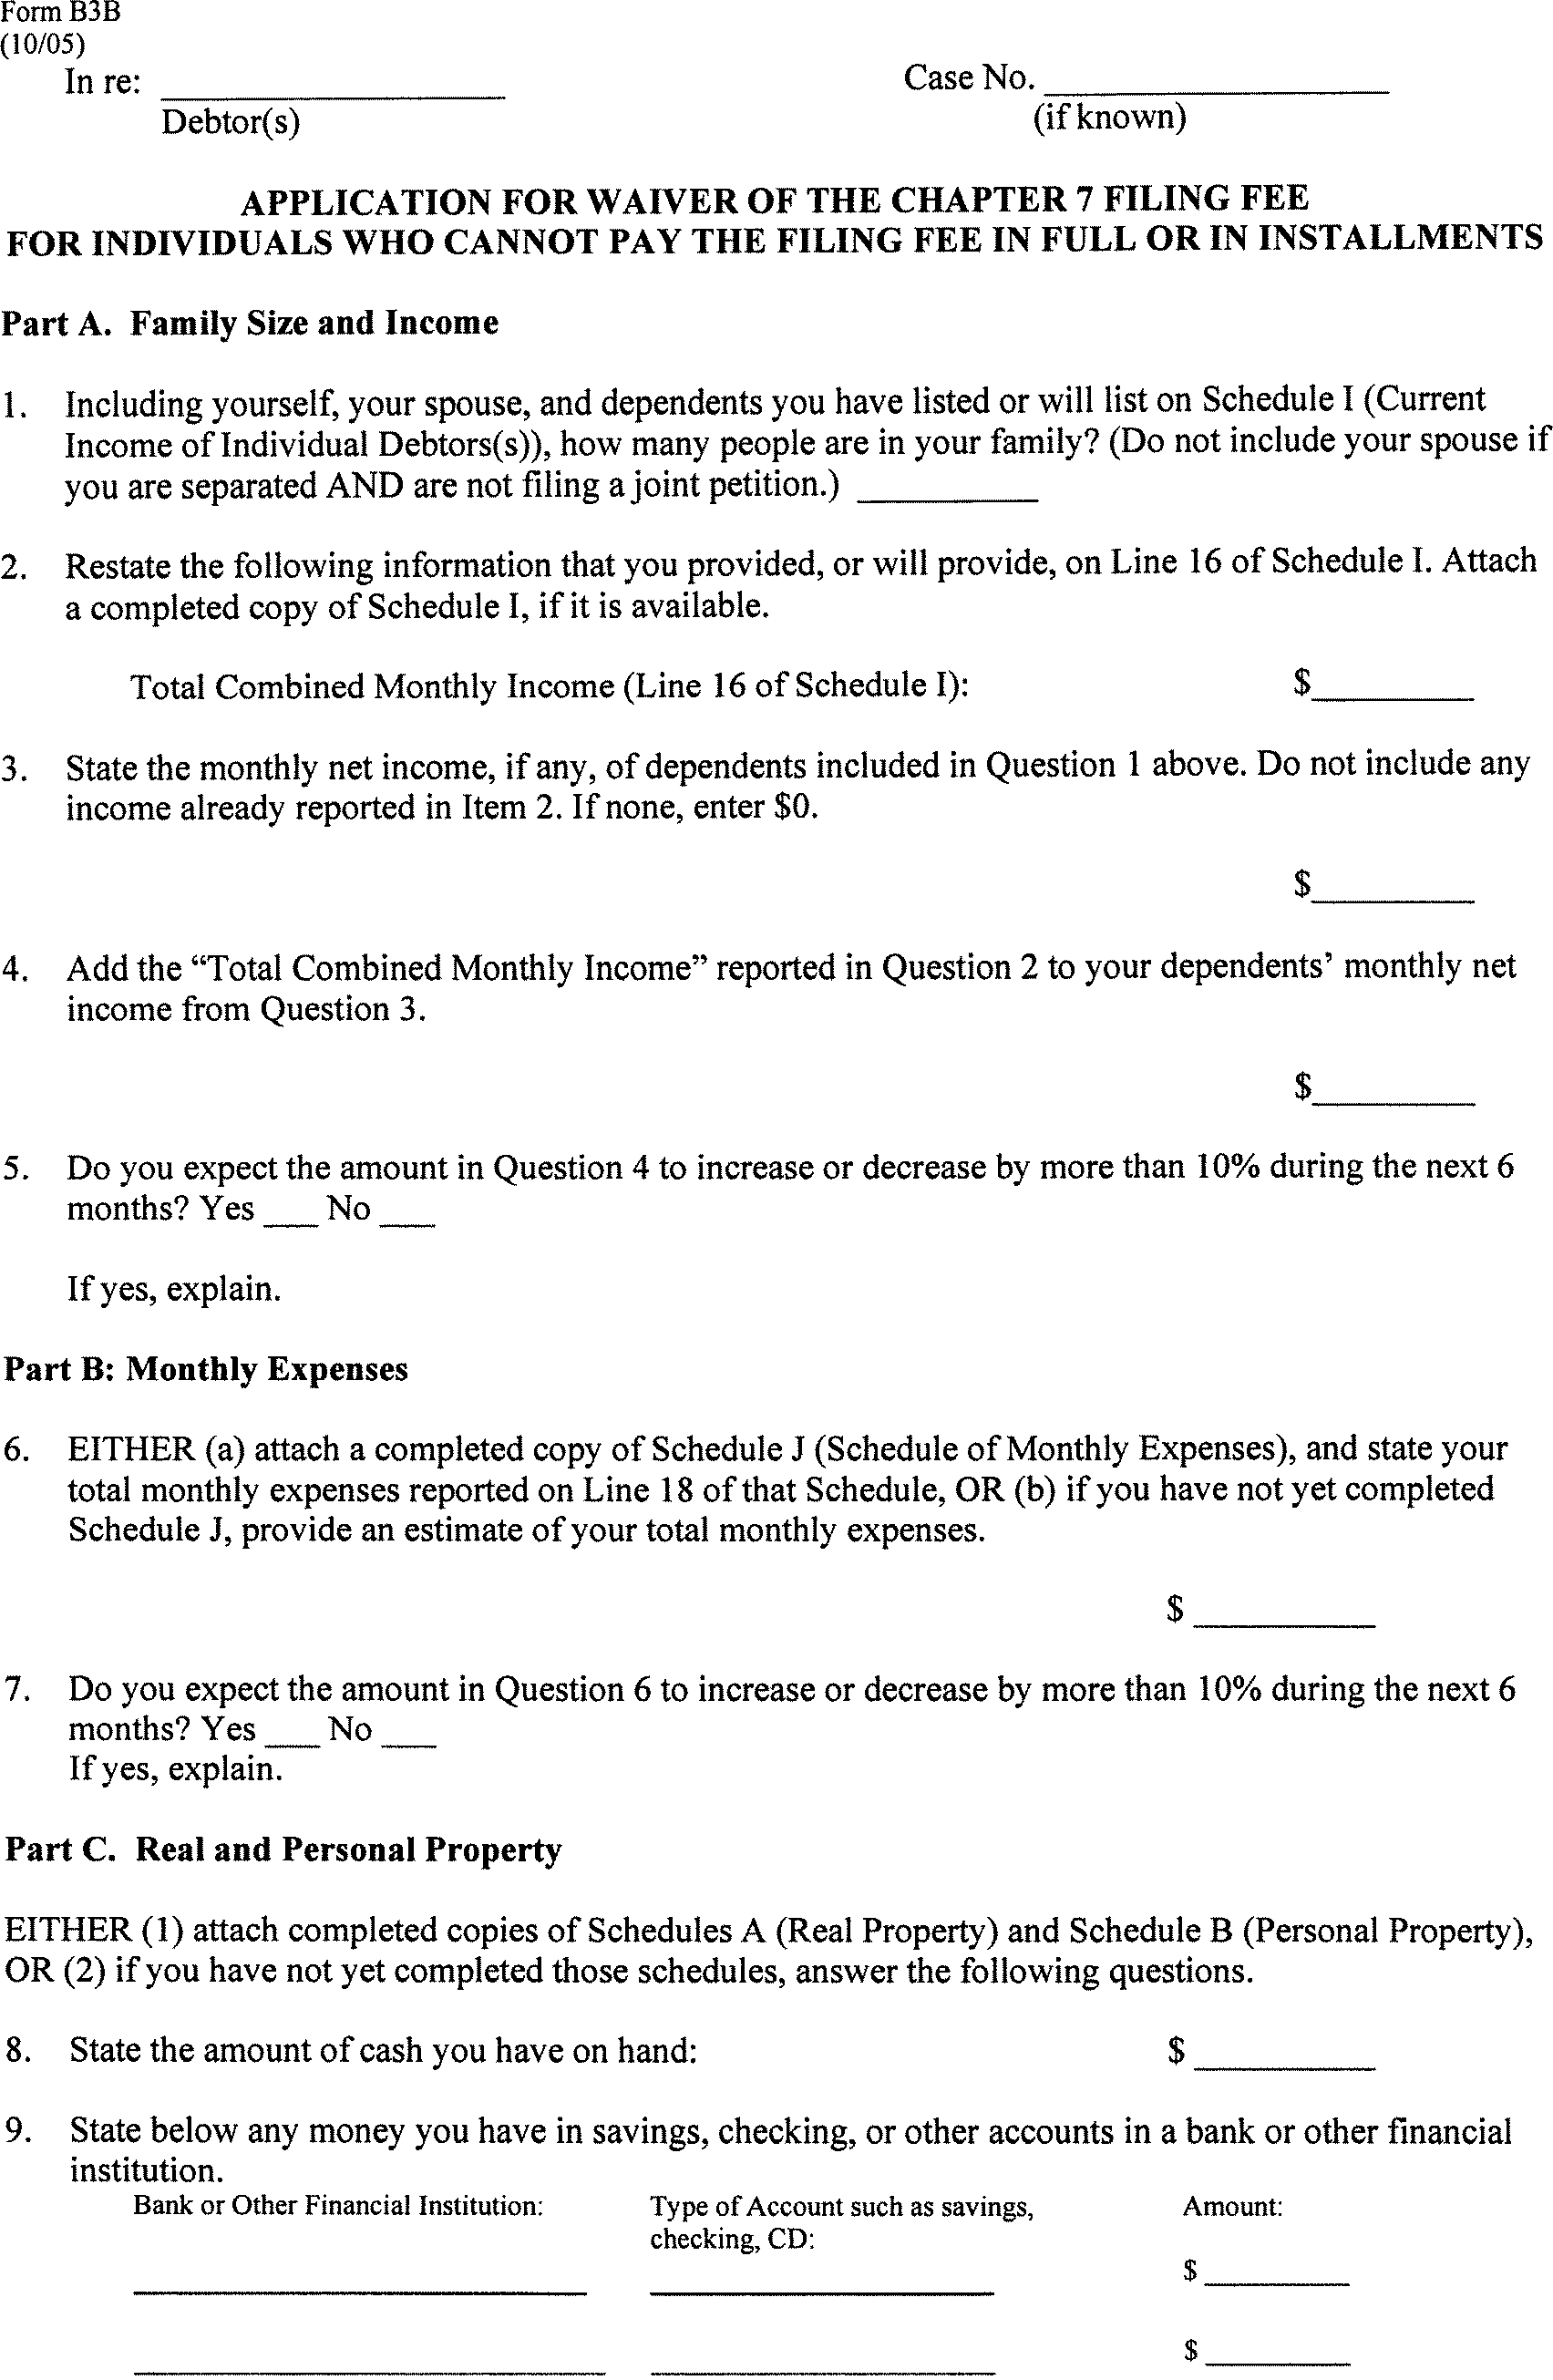 Form B3B
(10/05)
In re: ____________________ Case No. ____________________
Debtor(s) (if known)
APPLICATION FOR WAIVER OF THE CHAPTER 7 FILING FEE
FOR INDIVIDUALS WHO CANNOT PAY THE FILING FEE IN FULL OR IN INSTALLMENTS
Part A. Family Size and Income
1. Including yourself, your spouse, and dependents you have listed or will list on Schedule I (Current
Income of Individual Debtors(s)), how many people are in your family? (Do not include your spouse if
you are separated AND are not filing a joint petition.) __________
2. Restate the following information that you provided, or will provide, on Line 16 of Schedule I. Attach
a completed copy of Schedule I, if it is available.
Total Combined Monthly Income (Line 16 of Schedule I): $_________
3. State the monthly net income, if any, of dependents included in Question 1 above. Do not include any
income already reported in Item 2. If none, enter $0.
$_________
4. Add the “Total Combined Monthly Income” reported in Question 2 to your dependents’ monthly net
income from Question 3.
$_________
5. Do you expect the amount in Question 4 to increase or decrease by more than 10% during the next 6
months? Yes ___ No ___
If yes, explain.
Part B: Monthly Expenses
6. EITHER (a) attach a completed copy of Schedule J (Schedule of Monthly Expenses), and state your
total monthly expenses reported on Line 18 of that Schedule, OR (b) if you have not yet completed
Schedule J, provide an estimate of your total monthly expenses.
$ __________
7. Do you expect the amount in Question 6 to increase or decrease by more than 10% during the next 6
months? Yes ___ No ___
If yes, explain.
Part C. Real and Personal Property
EITHER (1) attach completed copies of Schedules A (Real Property) and Schedule B (Personal Property),
OR (2) if you have not yet completed those schedules, answer the following questions.
8. State the amount of cash you have on hand: $ __________
9. State below any money you have in savings, checking, or other accounts in a bank or other financial
institution.
Bank or Other Financial Institution: Type of Account such as savings, Amount:
checking, CD:
_________________________ ___________________ $ ________
__________________________ ___________________ $ ________